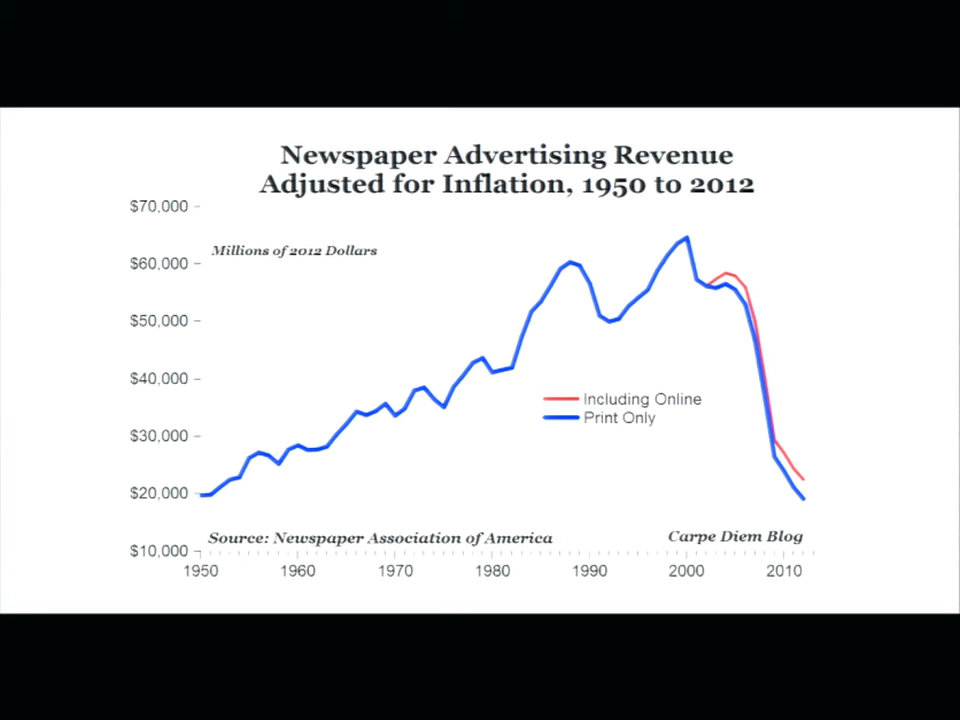 Newspaper Advertising Revenue
Adjusted for Inflation, 1950 to 2012
$70,000
Millions of 2012 Dollars
$60,000
$50,000
$40,000
Including Online
Print Only
$30,000
$20,000
Source: Newspaper Association of America
Carpe Diem Blog
$10,000
1950 1960 1970 1980 1990 2000 2010